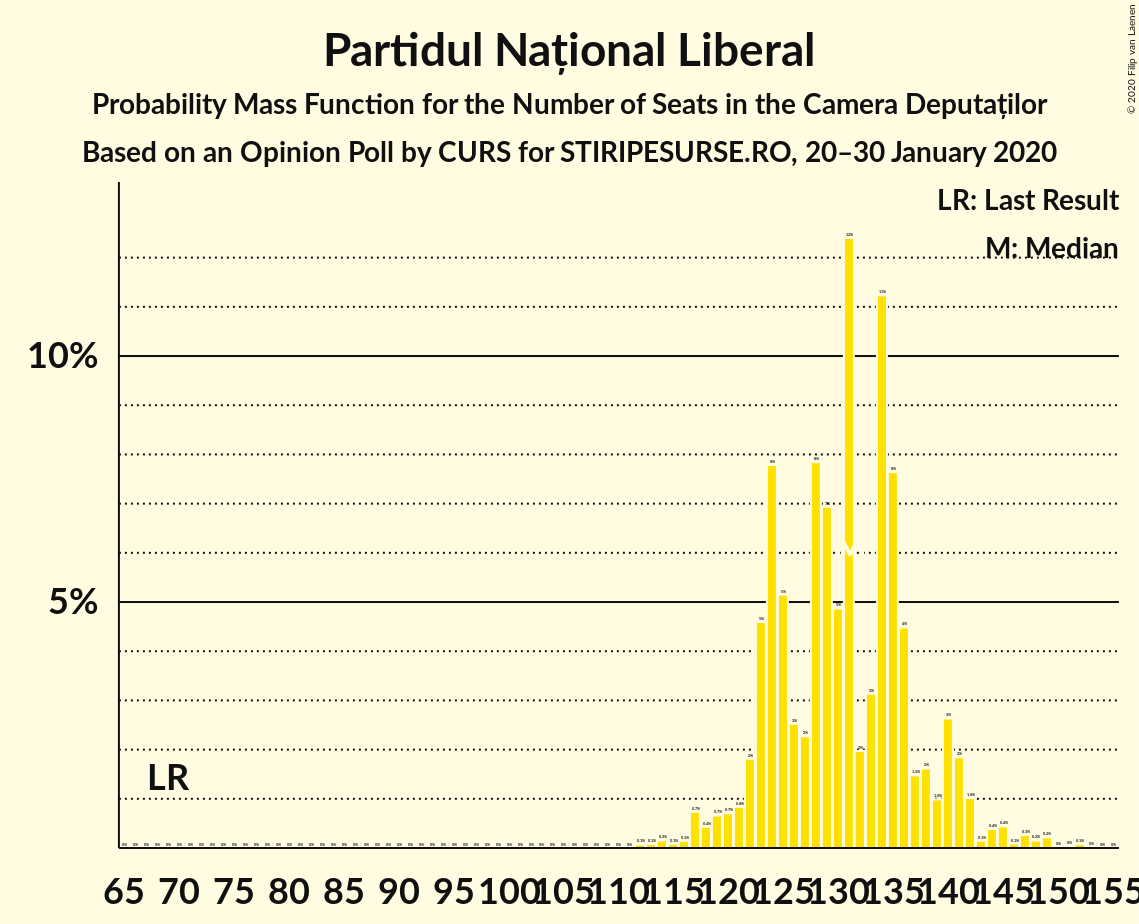 Partidul Național Liberal
Probability Mass Function for the Number of Seats in the Camera Deputaților
Based on an Opinion Poll by CURS for STIRIPESURSE.RO, 20–30 January 2020
© 2020 Filip van Laenen
LR: Last Result
M: Median
10%
5%
LR
M
65 70 75 80 85 90 95 100 105 110 115 120 125 130 135 140 145 150 155